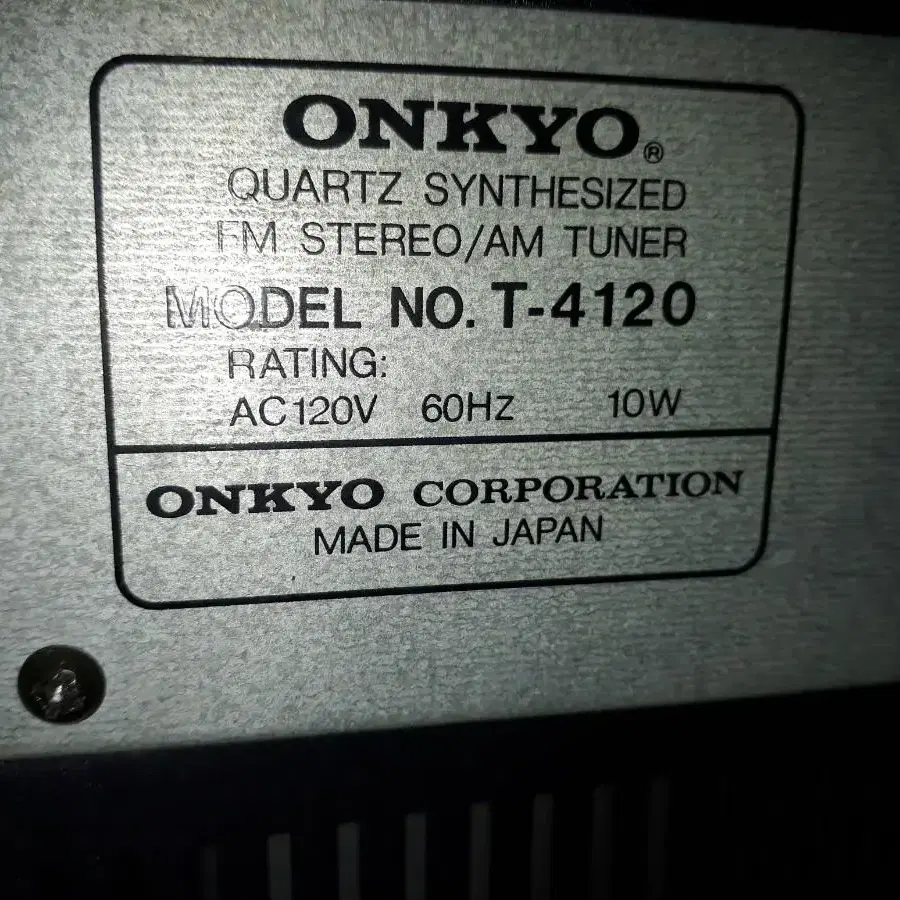 ONKYO®
QUARTZ SYNTHESIZED
FM STEREO/AM TUNER
MODEL NO. T-4120
RATING:
AC120V 60Hz 10W
ONKYO CORPORATION
MADE IN JAPAN